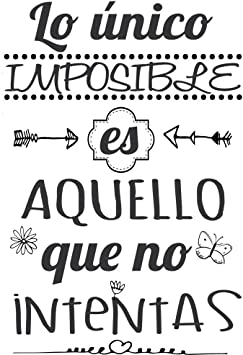 Lo único
IMPOSIBLE
es
AQUELLO
que no
INTENTAS